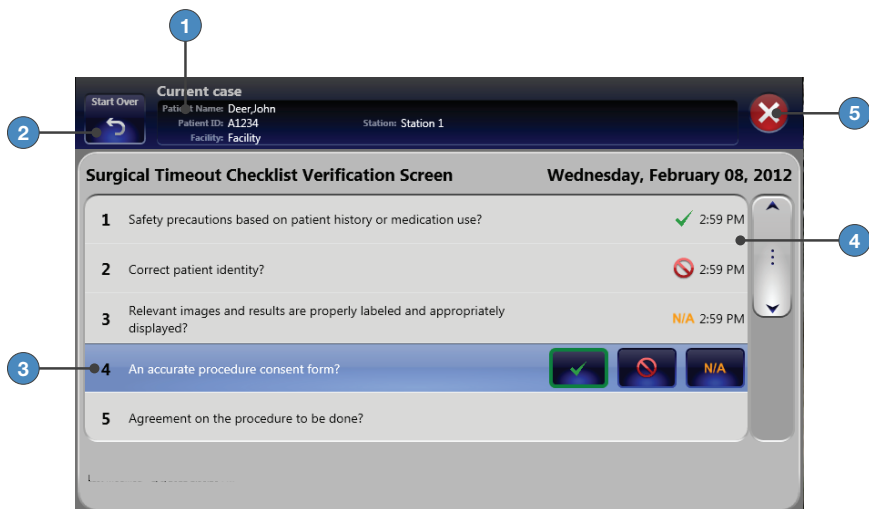 1
Current case
Start Over
Patient Name: Deer,John
Patient ID: A1234 Station: Station 1
Facility: Facility
5
2
Surgical Timeout Checklist Verification Screen Wednesday, February 08, 2012
1 Safety precautions based on patient history or medication use? 2:59 PM
4
2 Correct patient identity? 2:59 PM
3 Relevant images and results are properly labeled and appropriately
displayed?
N/A 2:59 PM
3
4 An accurate procedure consent form? N/A
5 Agreement on the procedure to be done?